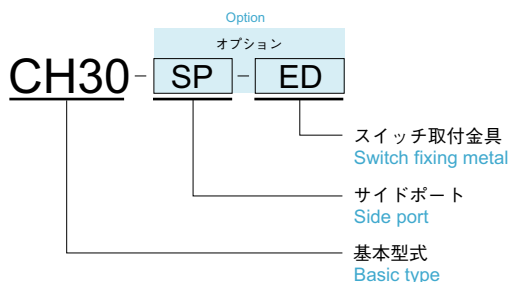 Option
オプション
CH30-SP-ED
スイッチ取付金具
Switch fixing metal
サイドポート
Side port
基本型式
Basic type